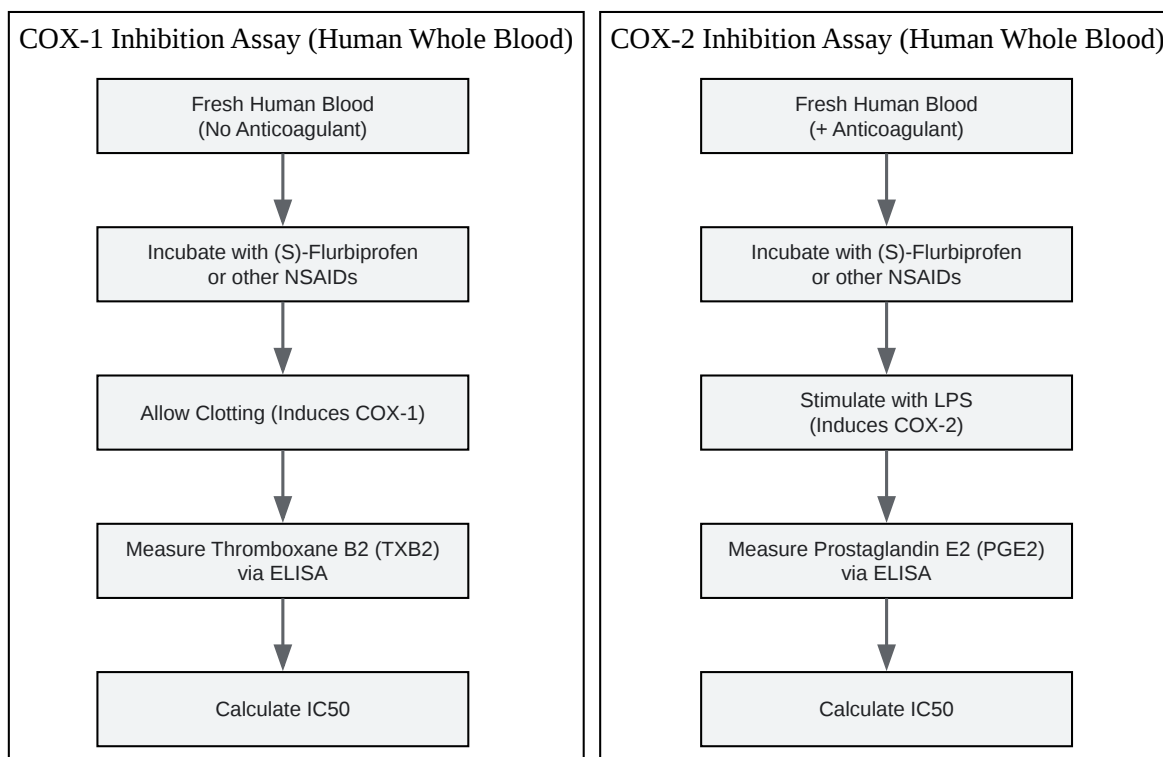 COX-1 Inhibition Assay (Human Whole Blood)
Fresh Human Blood
(No Anticoagulant)
Incubate with (S)-Flurbiprofen
or other NSAIDs
Allow Clotting (Induces COX-1)
Measure Thromboxane B2 (TXB2)
via ELISA
Calculate IC50
COX-2 Inhibition Assay (Human Whole Blood)
Fresh Human Blood
(+ Anticoagulant)
Incubate with (S)-Flurbiprofen
or other NSAIDs
Stimulate with LPS
(Induces COX-2)
Measure Prostaglandin E2 (PGE2)
via ELISA
Calculate IC50